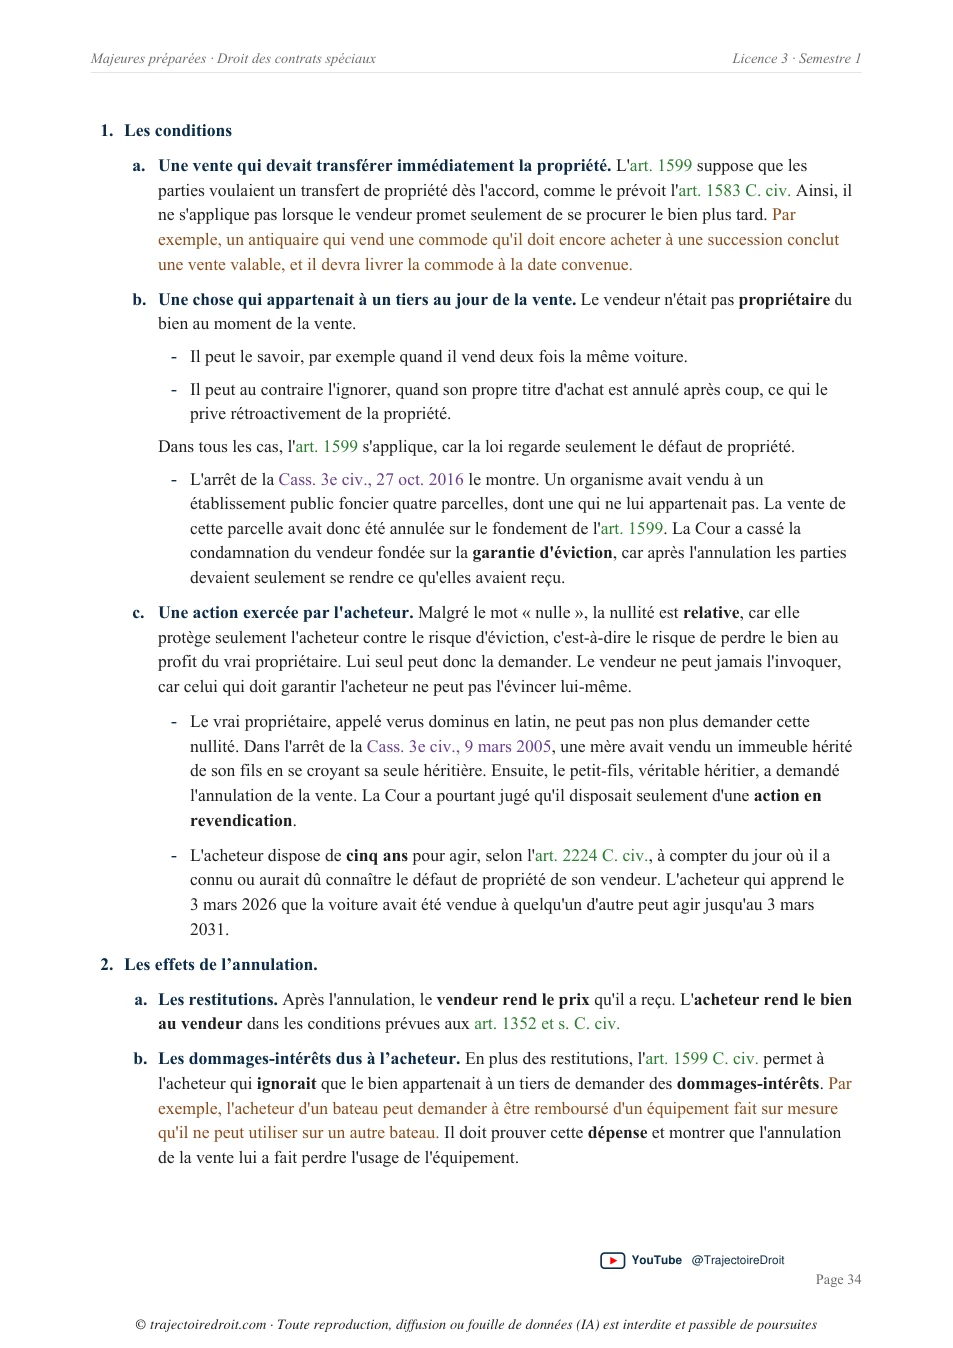 Majeures préparées · Droit des contrats spéciaux
Licence 3 · Semestre 1
1. Les conditions
a. Une vente qui devait transférer immédiatement la propriété. L'art. 1599 suppose que les
parties voulaient un transfert de propriété dès l'accord, comme le prévoit l'art. 1583 C. civ. Ainsi, il
ne s'applique pas lorsque le vendeur promet seulement de se procurer le bien plus tard. Par
exemple, un antiquaire qui vend une commode qu'il doit encore acheter à une succession conclut
une vente valable, et il devra livrer la commode à la date convenue.
b. Une chose qui appartenait à un tiers au jour de la vente. Le vendeur n'était pas propriétaire du
bien au moment de la vente.
- Il peut le savoir, par exemple quand il vend deux fois la même voiture.
- Il peut au contraire l'ignorer, quand son propre titre d'achat est annulé après coup, ce qui le
prive rétroactivement de la propriété.
Dans tous les cas, l'art. 1599 s'applique, car la loi regarde seulement le défaut de propriété.
- L'arrêt de la Cass. 3e civ., 27 oct. 2016 le montre. Un organisme avait vendu à un
établissement public foncier quatre parcelles, dont une qui ne lui appartenait pas. La vente de
cette parcelle avait donc été annulée sur le fondement de l'art. 1599. La Cour a cassé la
condamnation du vendeur fondée sur la garantie d'éviction, car après l'annulation les parties
devaient seulement se rendre ce qu'elles avaient reçu.
c. Une action exercée par l'acheteur. Malgré le mot « nulle », la nullité est relative, car elle
protège seulement l'acheteur contre le risque d'éviction, c'est-à-dire le risque de perdre le bien au
profit du vrai propriétaire. Lui seul peut donc la demander. Le vendeur ne peut jamais l'invoquer,
car celui qui doit garantir l'acheteur ne peut pas l'évincer lui-même.
- Le vrai propriétaire, appelé verus dominus en latin, ne peut pas non plus demander cette
nullité. Dans l'arrêt de la Cass. 3e civ., 9 mars 2005, une mère avait vendu un immeuble hérité
de son fils en se croyant sa seule héritière. Ensuite, le petit-fils, véritable héritier, a demandé
l'annulation de la vente. La Cour a pourtant jugé qu'il disposait seulement d'une action en
revendication.
- L'acheteur dispose de cinq ans pour agir, selon l'art. 2224 C. civ., à compter du jour où il a
connu ou aurait dû connaître le défaut de propriété de son vendeur. L'acheteur qui apprend le
3 mars 2026 que la voiture avait été vendue à quelqu'un d'autre peut agir jusqu'au 3 mars
2031.
2. Les effets de l’annulation.
a. Les restitutions. Après l'annulation, le vendeur rend le prix qu'il a reçu. L'acheteur rend le bien
au vendeur dans les conditions prévues aux art. 1352 et s. C. civ.
b. Les dommages-intérêts dus à l’acheteur. En plus des restitutions, l'art. 1599 C. civ. permet à
l'acheteur qui ignorait que le bien appartenait à un tiers de demander des dommages-intérêts. Par
exemple, l'acheteur d'un bateau peut demander à être remboursé d'un équipement fait sur mesure
qu'il ne peut utiliser sur un autre bateau. Il doit prouver cette dépense et montrer que l'annulation
de la vente lui a fait perdre l'usage de l'équipement.
YouTube @TrajectoireDroit
Page 34
© trajectoiredroit.com · Toute reproduction, diffusion ou fouille de données (IA) est interdite et passible de poursuites